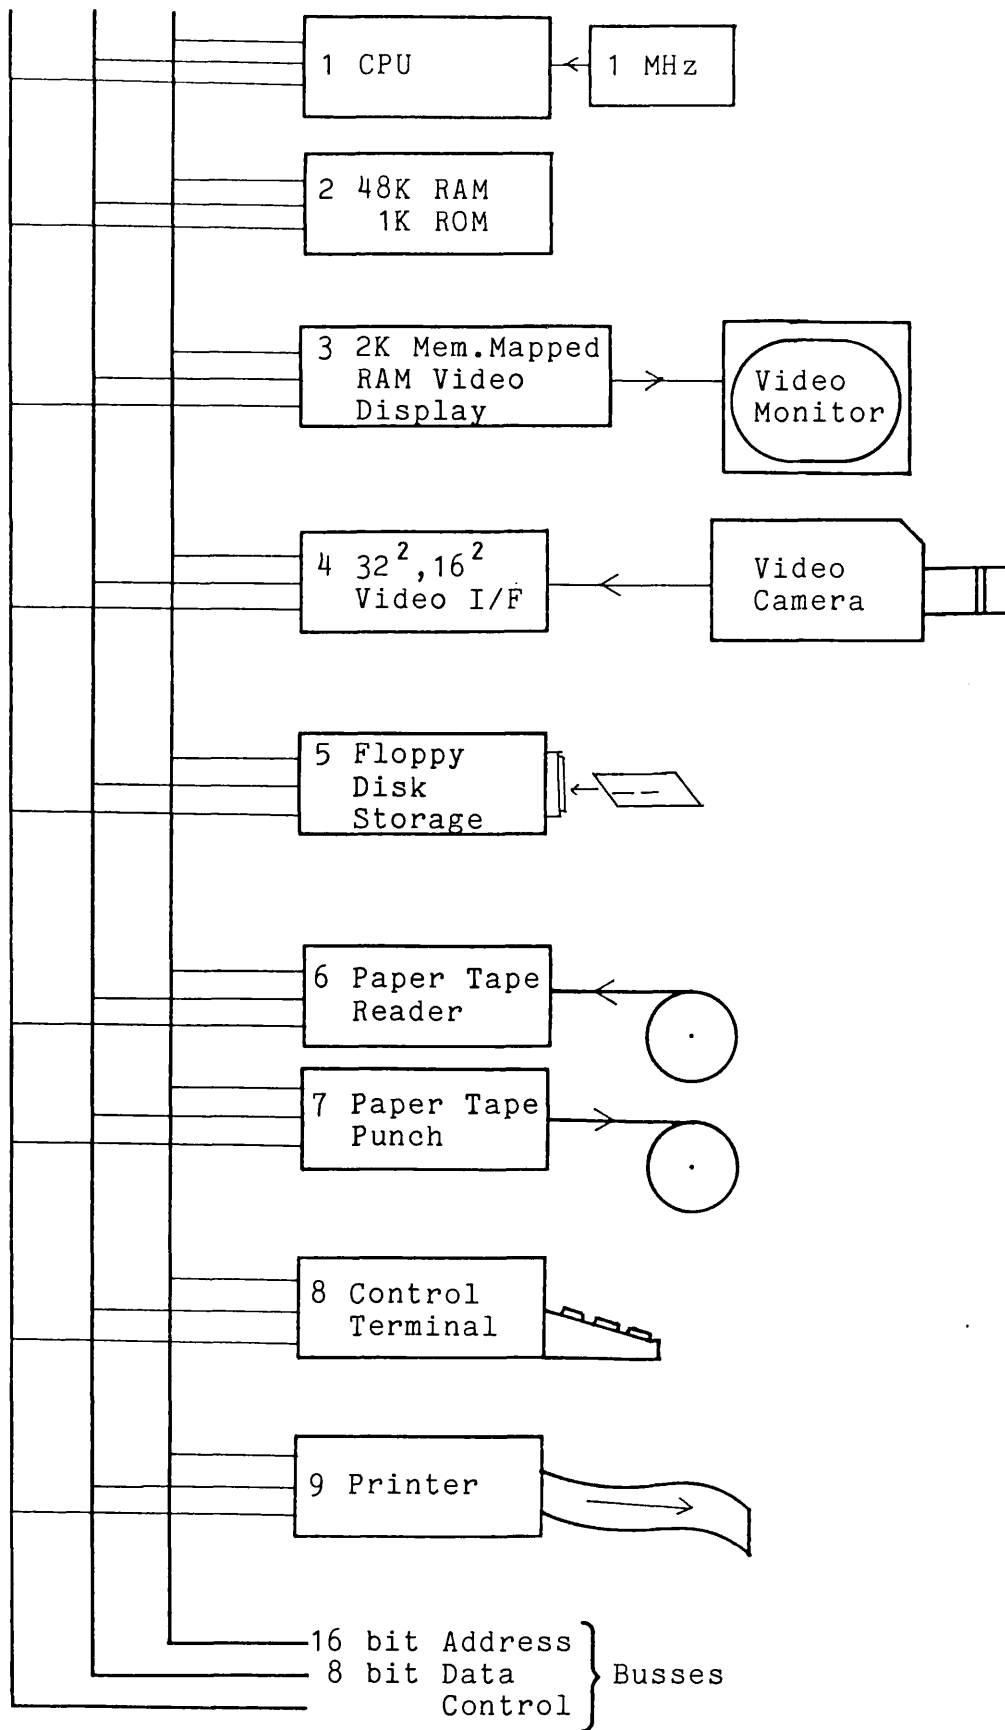 1 CPU
1 MHz
2 48K RAM
1K ROM
3 2K Mem.Mapped
RAM Video
Display
Video
Monitor
4 32²,16²
Video I/F
Video
Camera
5 Floppy
Disk
Storage
6 Paper Tape
Reader
7 Paper Tape
Punch
8 Control
Terminal
9 Printer
16 bit Address
8 bit Data
Control
Busses